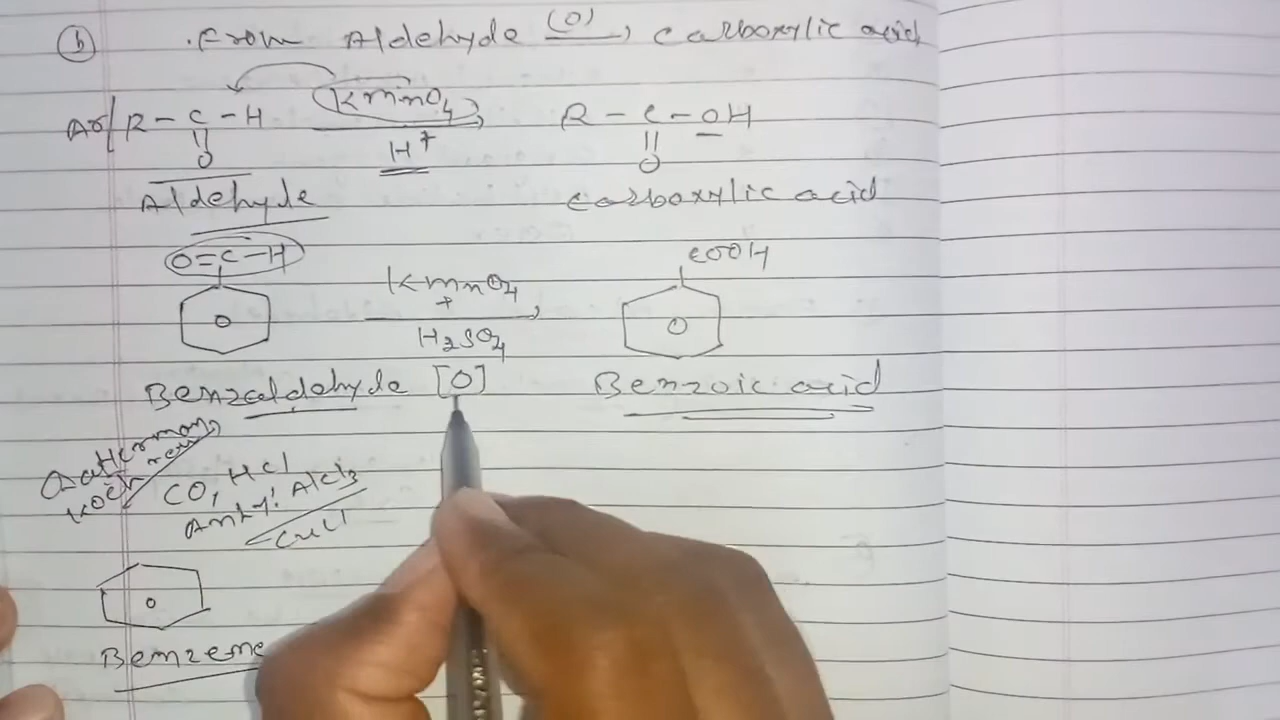 (b) . From Aldehyde (O)⟶ Carboxylic acid
Ar/R - C - H KmnO4 R - C - OH
|| H+ ||
O O
Aldehyde Carboxylic acid
O=C-H COOH
KmnO4
+
H2SO4
Benzaldehyde [O] Benzoic acid
Gatterman
Koch rexn
CO, HCl
Anhy! AlCl3
CuCl
Benzene